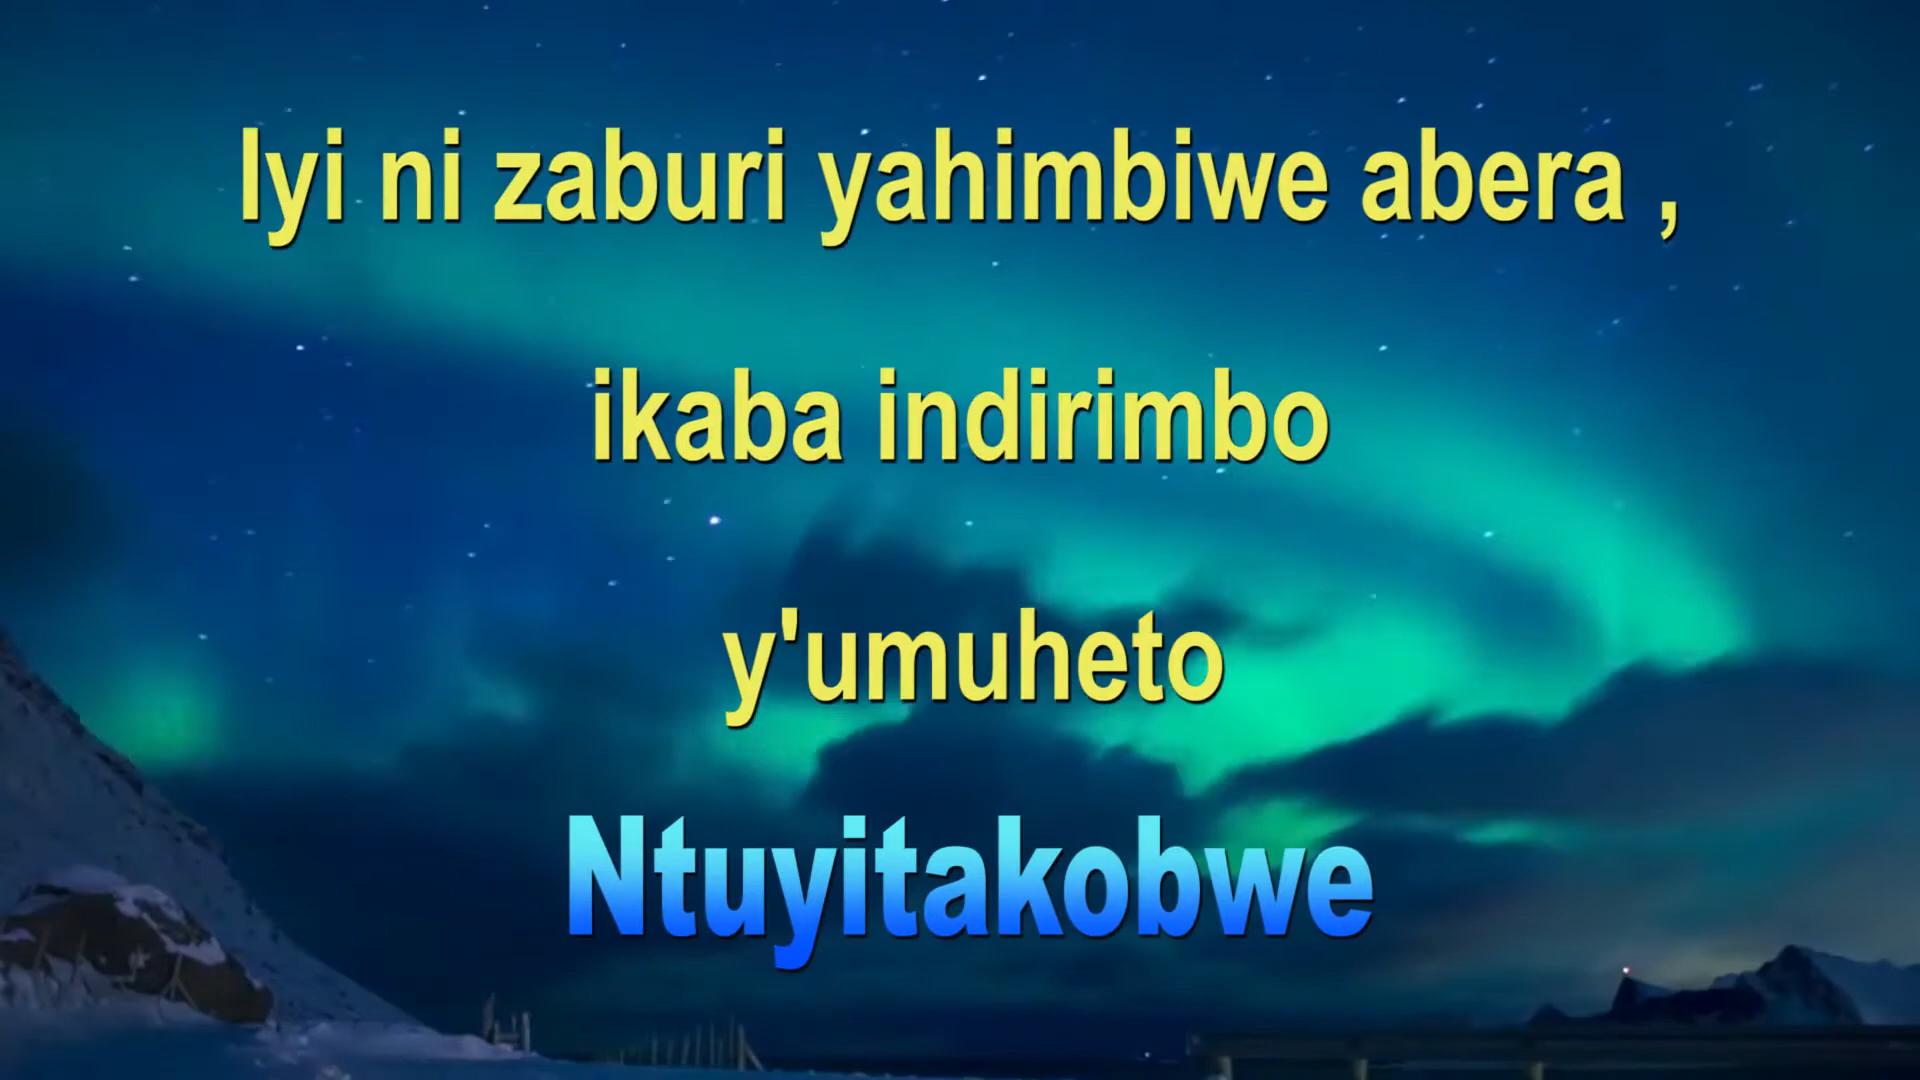 Iyi ni zaburi yahimbiwe abera ,
ikaba indirimbo
y'umuheto
Ntuyitakobwe